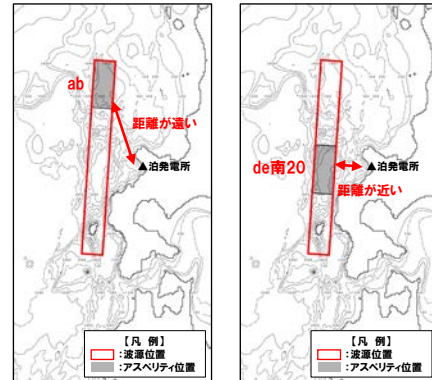 ab
距離が遠い
▲泊発電所
【凡 例】
:波源位置
:アスペリティ位置
de南20
▲泊発電所
距離が近い
【凡 例】
:波源位置
:アスペリティ位置